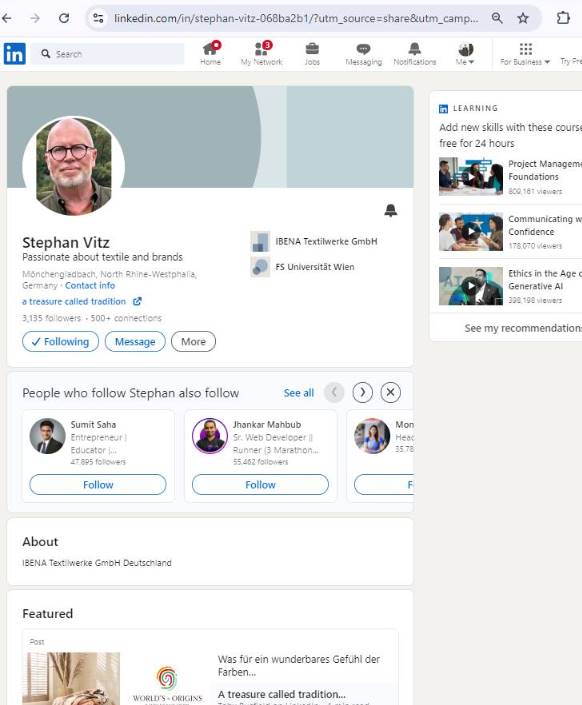 linkedin.com/in/stephan-vitz-068ba2b1/?utm_source=share&utm_camp...
in
Search
3
Home
My Network
Jobs
Messaging
Notifications
Me
For Business
Try Pre
in LEARNING
Add new skills with these course
free for 24 hours
Project Managem
Foundations
809,161 viewers
Communicating w
Confidence
178,070 viewers
Ethics in the Age o
Generative AI
398,198 viewers
See my recommendations
Stephan Vitz
Passionate about textile and brands
Mönchengladbach, North Rhine-Westphalia,
Germany · Contact info
a treasure called tradition
3,135 followers · 500+ connections
IBENA Textilwerke GmbH
FS Universität Wien
Following
Message
More
People who follow Stephan also follow
See all
Sumit Saha
Entrepreneur |
Educator |...
47,895 followers
Follow
Jhankar Mahbub
Sr. Web Developer ||
Runner (3 Marathon...
55,462 followers
Follow
Mon
Head
35,78
F
About
IBENA Textilwerke GmbH Deutschland
Featured
Post
WORLD'S ORIGINS
Was für ein wunderbares Gefühl der
Farben...
A treasure called tradition...